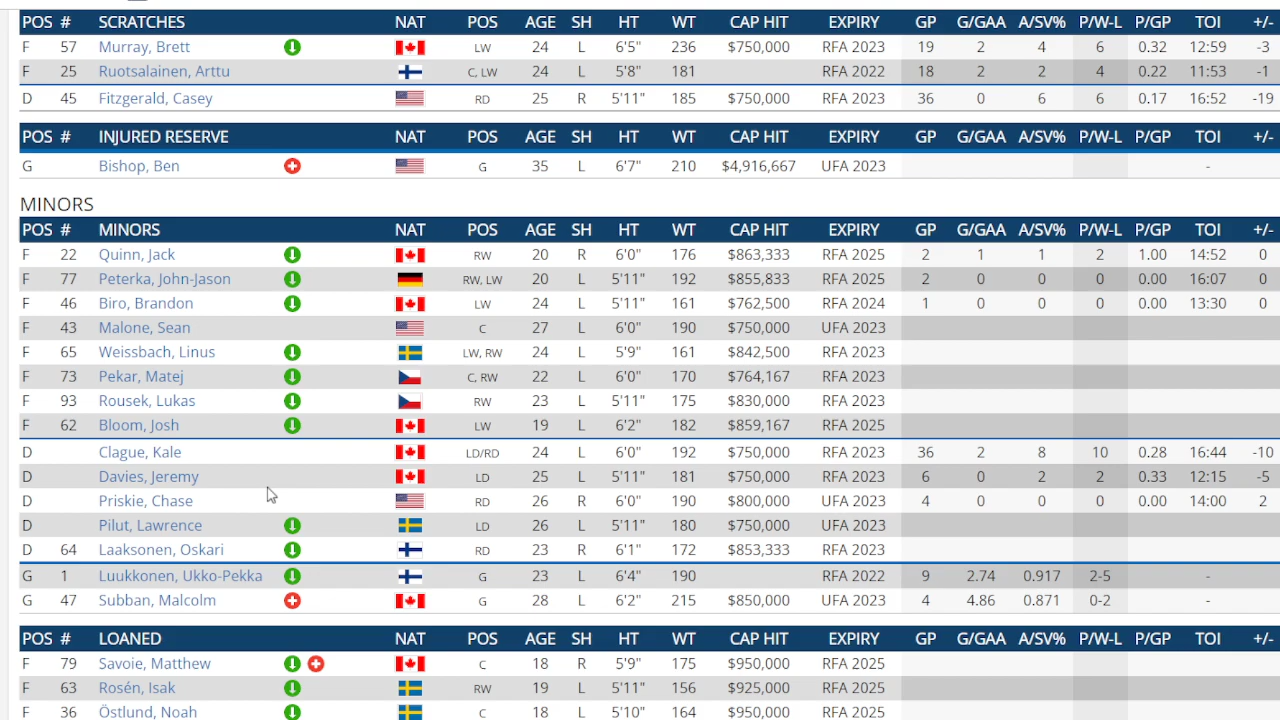 POS # SCRATCHES NAT POS AGE SH HT WT CAP HIT EXPIRY GP G/GAA A/SV% P/W-L P/GP TOI +/-
F 57 Murray, Brett LW 24 L 6'5" 236 $750,000 RFA 2023 19 2 4 6 0.32 12:59 -3
F 25 Ruotsalainen, Arttu C, LW 24 L 5'8" 181 RFA 2022 18 2 2 4 0.22 11:53 -1
D 45 Fitzgerald, Casey RD 25 R 5'11" 185 $750,000 RFA 2023 36 0 6 6 0.17 16:52 -19
POS # INJURED RESERVE NAT POS AGE SH HT WT CAP HIT EXPIRY GP G/GAA A/SV% P/W-L P/GP TOI +/-
G Bishop, Ben G 35 L 6'7" 210 $4,916,667 UFA 2023 -
MINORS
POS # MINORS NAT POS AGE SH HT WT CAP HIT EXPIRY GP G/GAA A/SV% P/W-L P/GP TOI +/-
F 22 Quinn, Jack RW 20 R 6'0" 176 $863,333 RFA 2025 2 1 1 2 1.00 14:52 0
F 77 Peterka, John-Jason RW, LW 20 L 5'11" 192 $855,833 RFA 2025 2 0 0 0 0.00 16:07 0
F 46 Biro, Brandon LW 24 L 5'11" 161 $762,500 RFA 2024 1 0 0 0 0.00 13:30 0
F 43 Malone, Sean C 27 L 6'0" 190 $750,000 UFA 2023
F 65 Weissbach, Linus LW, RW 24 L 5'9" 161 $842,500 RFA 2023
F 73 Pekar, Matej C, RW 22 L 6'0" 170 $764,167 RFA 2023
F 93 Rousek, Lukas RW 23 L 5'11" 175 $830,000 RFA 2023
F 62 Bloom, Josh LW 19 L 6'2" 182 $859,167 RFA 2025
D Clague, Kale LD/RD 24 L 6'0" 192 $750,000 RFA 2023 36 2 8 10 0.28 16:44 -10
D Davies, Jeremy LD 25 L 5'11" 181 $750,000 RFA 2023 6 0 2 2 0.33 12:15 -5
D Priskie, Chase RD 26 R 6'0" 190 $800,000 UFA 2023 4 0 0 0 0.00 14:00 2
D Pilut, Lawrence LD 26 L 5'11" 180 $750,000 UFA 2023
D 64 Laaksonen, Oskari RD 23 R 6'1" 172 $853,333 RFA 2023
G 1 Luukkonen, Ukko-Pekka G 23 L 6'4" 190 RFA 2022 9 2.74 0.917 2-5 -
G 47 Subban, Malcolm G 28 L 6'2" 215 $850,000 UFA 2023 4 4.86 0.871 0-2 -
POS # LOANED NAT POS AGE SH HT WT CAP HIT EXPIRY GP G/GAA A/SV% P/W-L P/GP TOI +/-
F 79 Savoie, Matthew C 18 R 5'9" 175 $950,000 RFA 2025
F 63 Rosén, Isak RW 19 L 5'11" 156 $925,000 RFA 2025
F 36 Östlund, Noah C 18 L 5'10" 164 $950,000 RFA 2025